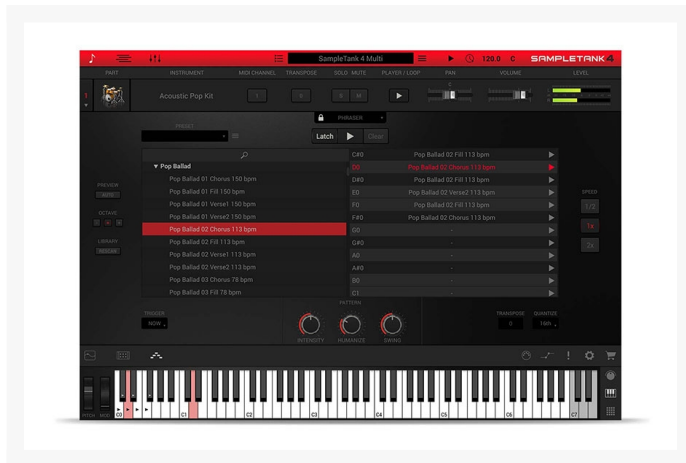 SampleTank 4 Multi 120.0 C SAMPLETANK 4
PART INSTRUMENT MIDI CHANNEL TRANSPOSE SOLO MUTE PLAYER / LOOP PAN VOLUME LEVEL
1 Acoustic Pop Kit 1 0 S M
PHRASER
PRESET
Latch Clear
C#0 Pop Ballad 02 Fill 113 bpm
Pop Ballad
D0 Pop Ballad 02 Chorus 113 bpm
Pop Ballad 01 Chorus 150 bpm
D#0 Pop Ballad 02 Fill 113 bpm
Pop Ballad 01 Fill 150 bpm
E0 Pop Ballad 02 Verse2 113 bpm
Pop Ballad 01 Verse1 150 bpm
F0 Pop Ballad 02 Fill 113 bpm
Pop Ballad 01 Verse2 150 bpm
F#0 Pop Ballad 02 Chorus 113 bpm
Pop Ballad 02 Chorus 113 bpm
G0 -
Pop Ballad 02 Fill 113 bpm
G#0 -
Pop Ballad 02 Verse1 113 bpm
A0 -
Pop Ballad 02 Verse2 113 bpm
A#0 -
Pop Ballad 03 Chorus 78 bpm
B0 -
Pop Ballad 03 Fill 78 bpm
C1 -
PREVIEW
AUTO
OCTAVE
LIBRARY
RESCAN
SPEED
1/2
1x
2x
PATTERN
TRIGGER
NOW
INTENSITY HUMANIZE SWING
TRANSPOSE QUANTIZE
0 16th
PITCH MOD C0 C1 C2 C3 C4 C5 C6 C7